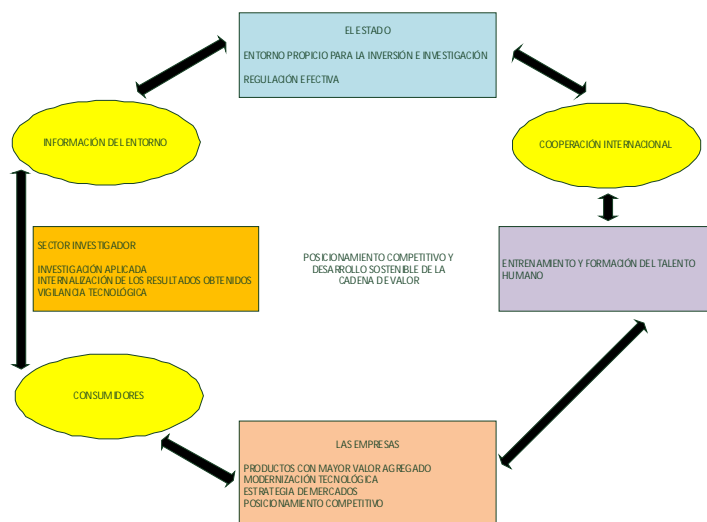 EL ESTADO
ENTORNO PROPICIO PARA LA INVERSIÓN E INVESTIGACIÓN
REGULACIÓN EFECTIVA
INFORMACIÓN DEL ENTORNO
COOPERACIÓN INTERNACIONAL
SECTOR INVESTIGADOR
INVESTIGACIÓN APLICADA
INTERNALIZACIÓN DE LOS RESULTADOS OBTENIDOS
VIGILANCIA TECNOLÓGICA
POSICIONAMIENTO COMPETITIVO Y
DESARROLLO SOSTENIBLE DE LA
CADENA DE VALOR
ENTRENAMIENTO Y FORMACIÓN DEL TALENTO
HUMANO
CONSUMIDORES
LAS EMPRESAS
PRODUCTOS CON MAYOR VALOR AGREGADO
MODERNIZACIÓN TECNOLÓGICA
ESTRATEGIA DE MERCADOS
POSICIONAMIENTO COMPETITIVO